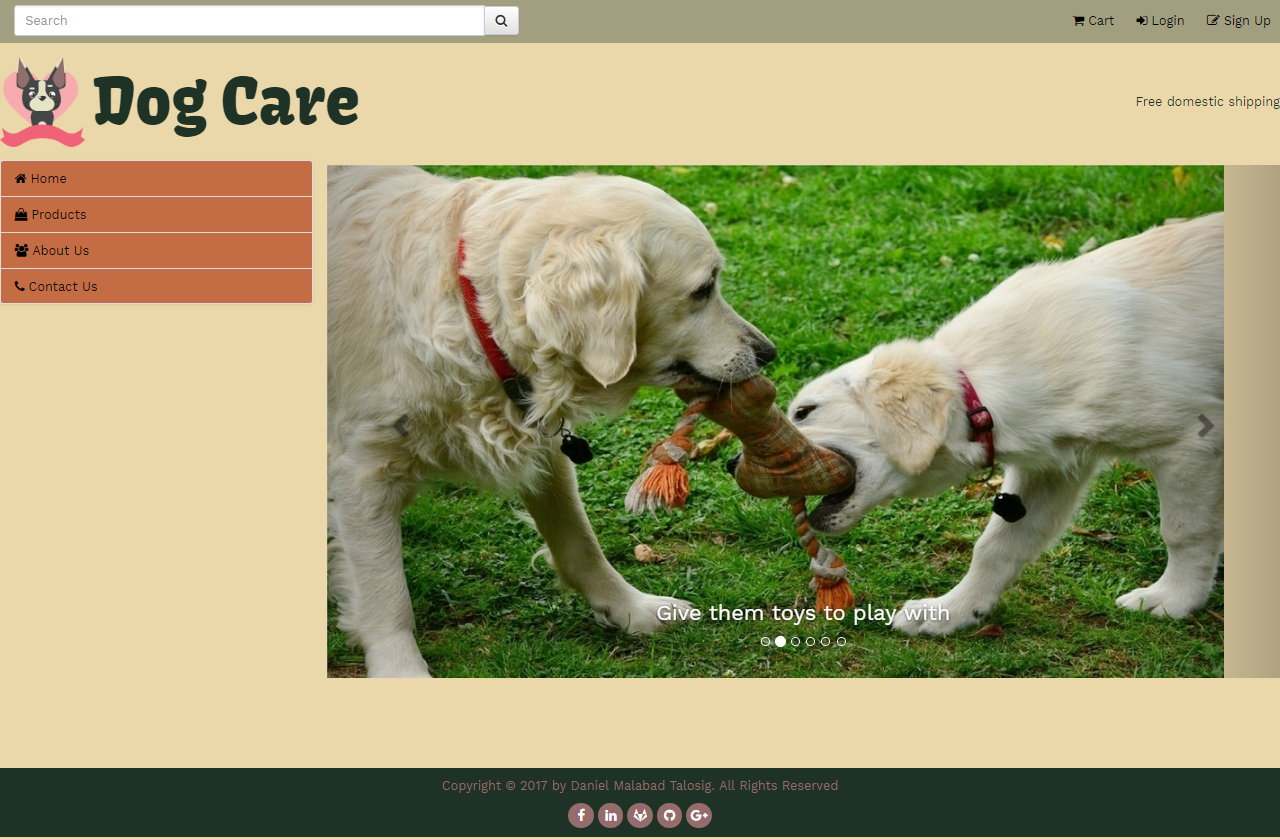 Search
Cart
Login
Sign Up
Dog Care
Free domestic shipping
Home
Products
About Us
Contact Us
Give them toys to play with
Copyright © 2017 by Daniel Malabad Talosig. All Rights Reserved